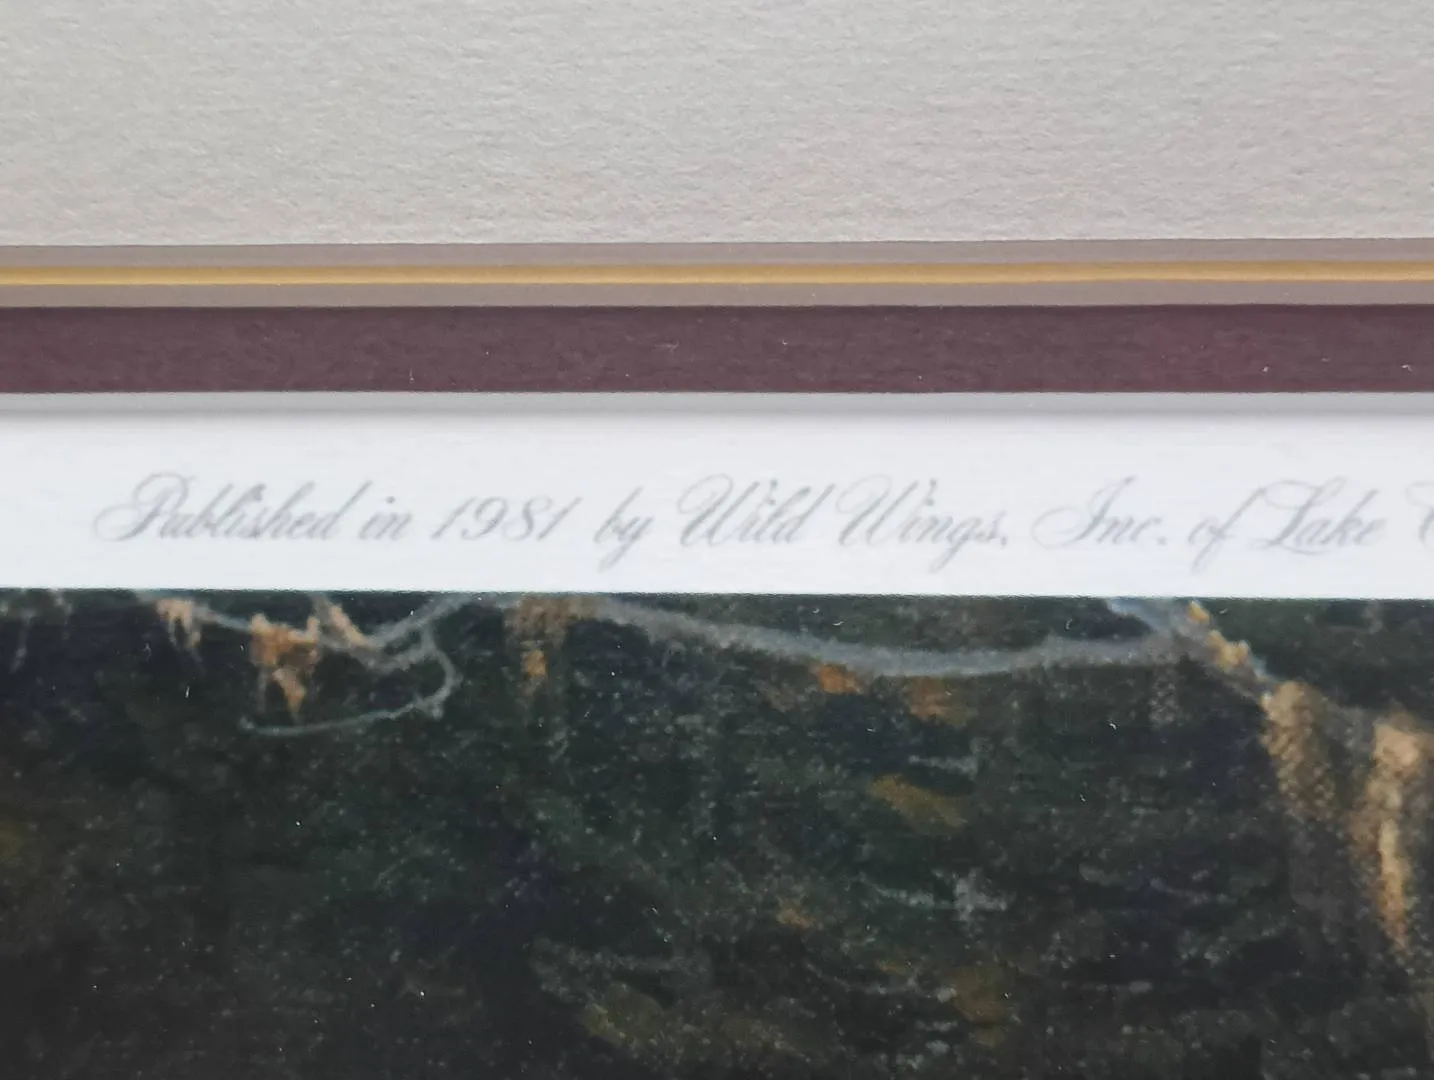 Published in 1981 by Wild Wings, Inc. of Lake